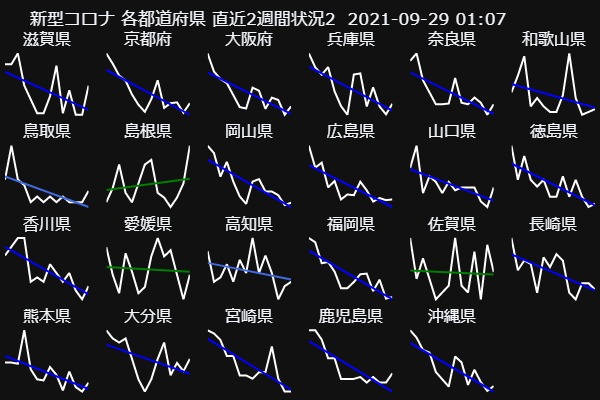 新型コロナ 各都道府県 直近2週間状況2 2021-09-29 01:07
滋賀県 京都府 大阪府 兵庫県 奈良県 和歌山県
鳥取県 島根県 岡山県 広島県 山口県 徳島県
香川県 愛媛県 高知県 福岡県 佐賀県 長崎県
熊本県 大分県 宮崎県 鹿児島県 沖縄県